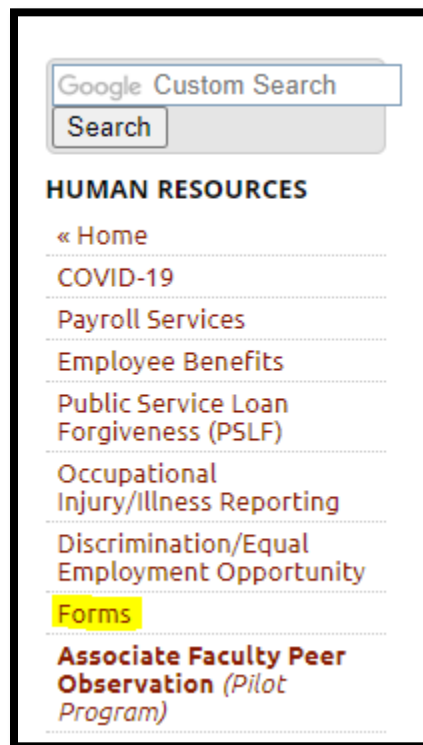 Google Custom Search
Search
HUMAN RESOURCES
« Home
COVID-19
Payroll Services
Employee Benefits
Public Service Loan
Forgiveness (PSLF)
Occupational
Injury/Illness Reporting
Discrimination/Equal
Employment Opportunity
Forms
Associate Faculty Peer
Observation (Pilot
Program)